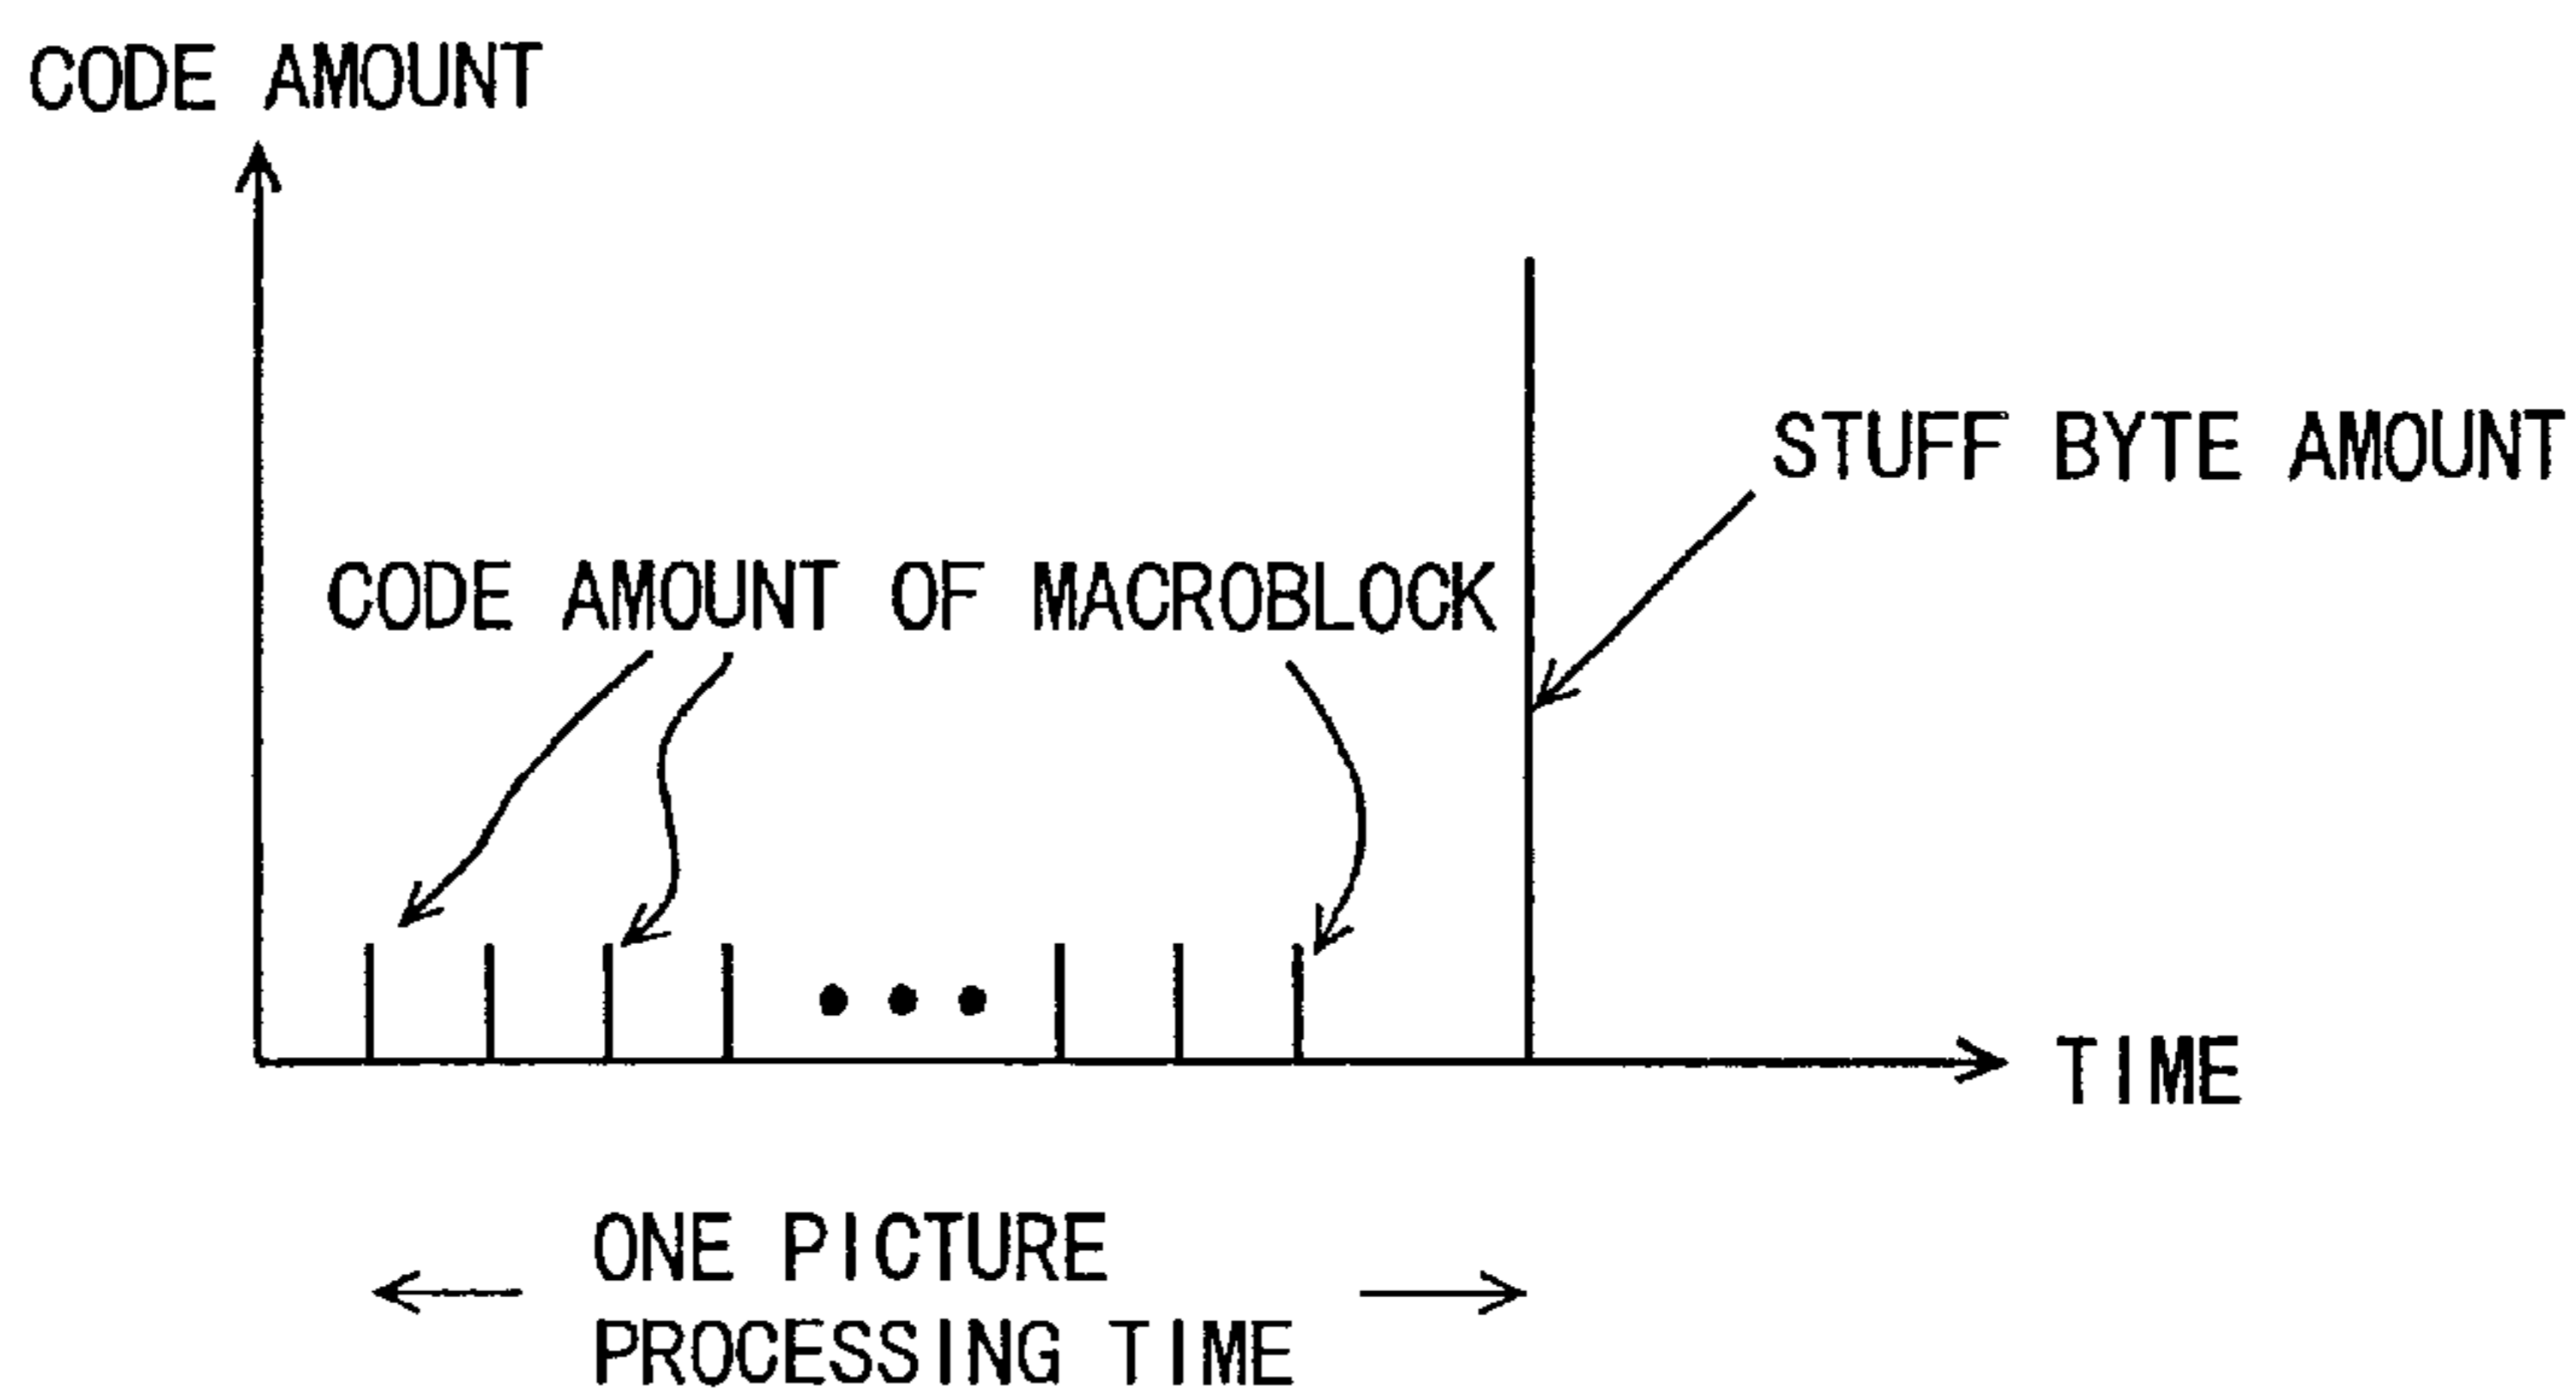 CODE AMOUNT
STUFF BYTE AMOUNT
CODE AMOUNT OF MACROBLOCK
TIME
ONE PICTURE
PROCESSING TIME